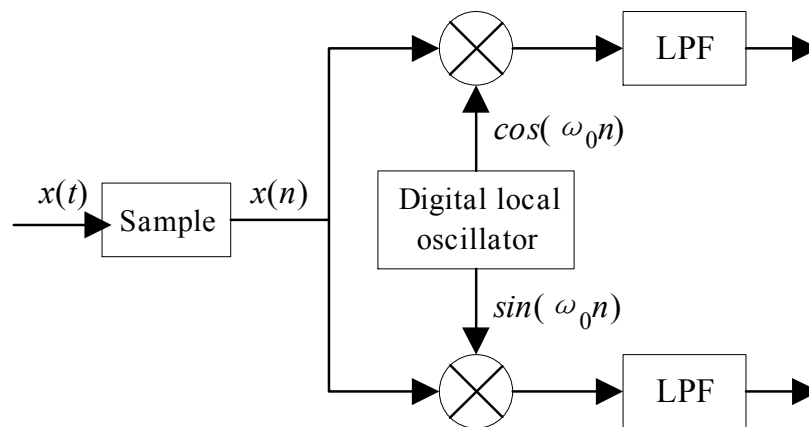 LPF
cos( ω₀n)
x(t)
Sample
x(n)
Digital local
oscillator
sin( ω₀n)
LPF